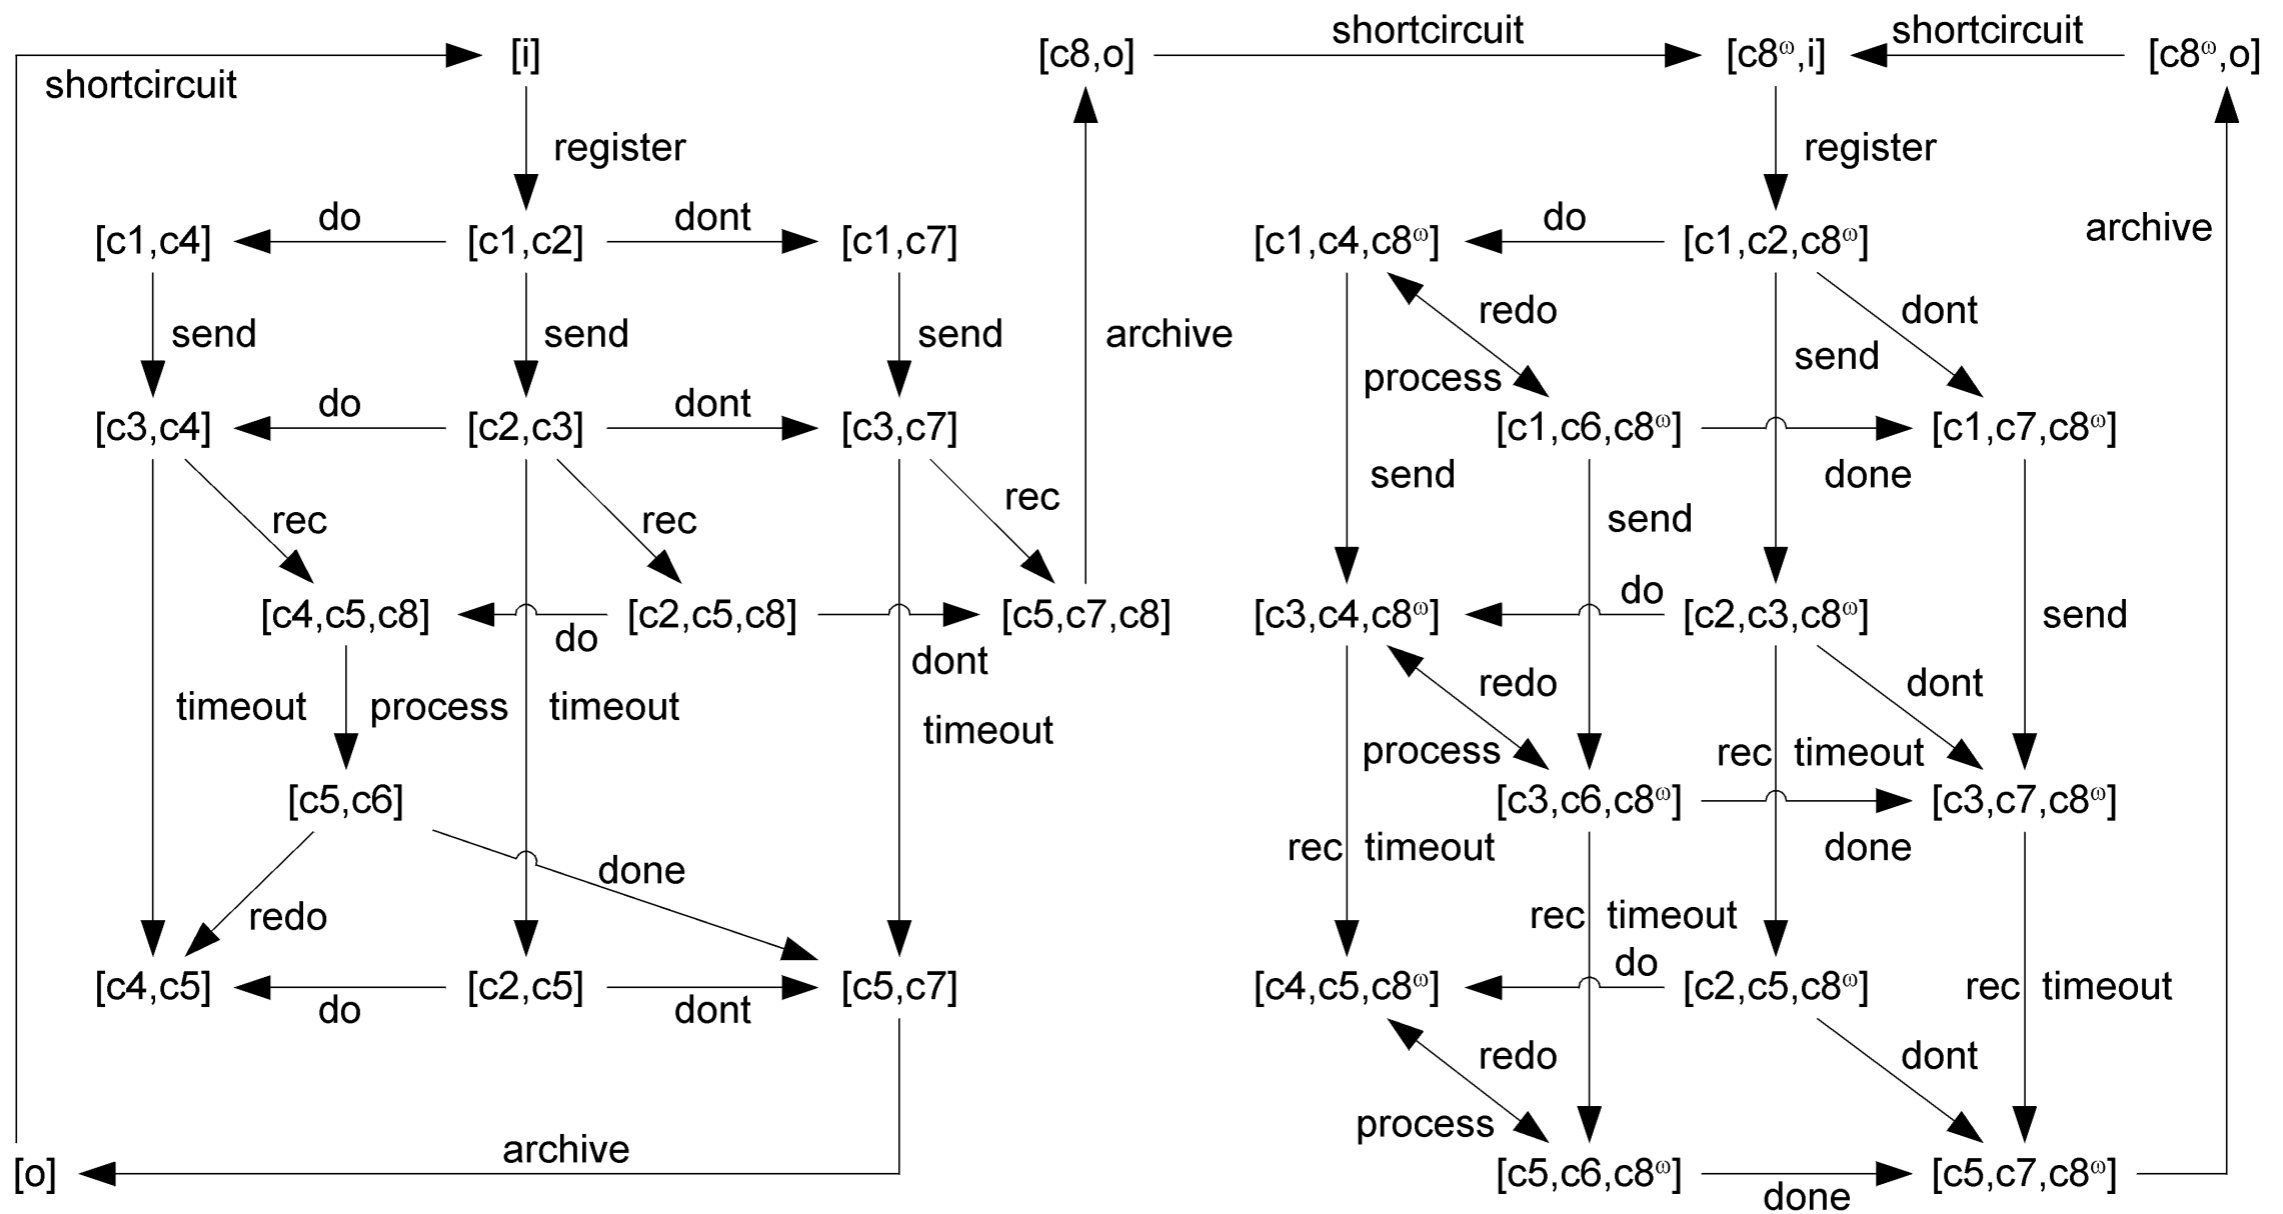 shortcircuit shortcircuit
[i] [c8,o] [c8ω,i] [c8ω,o]
shortcircuit
register register
do dont do archive
[c1,c4] [c1,c2] [c1,c7] [c1,c4,c8ω] [c1,c2,c8ω]
redo dont
send send send archive send
process
do dont
[c3,c4] [c2,c3] [c3,c7] [c1,c6,c8ω] [c1,c7,c8ω]
send done
rec rec rec send
do
[c4,c5,c8] [c2,c5,c8] [c5,c7,c8] [c3,c4,c8ω] [c2,c3,c8ω] send
do dont redo dont
timeout process timeout timeout process rec timeout
[c5,c6] [c3,c6,c8ω] [c3,c7,c8ω]
done rec timeout done
redo rec timeout
do
[c4,c5] [c2,c5] [c5,c7] [c4,c5,c8ω] [c2,c5,c8ω] rec timeout
do dont
redo dont
archive process
[o] [c5,c6,c8ω] [c5,c7,c8ω]
done